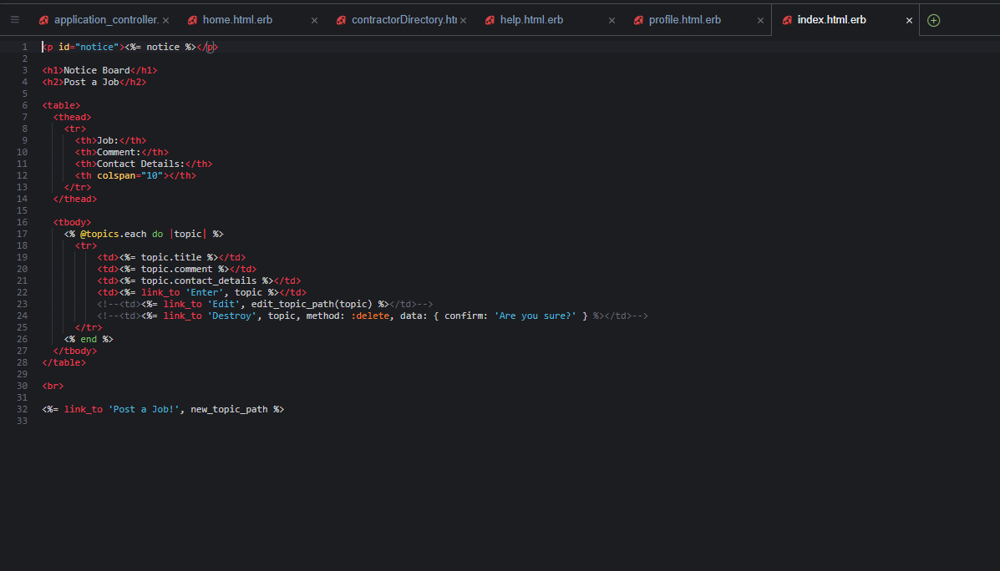 application_controller.
home.html.erb
contractorDirectory.htr
help.html.erb
profile.html.erb
index.html.erb
1 <p id="notice"><%= notice %></p>
2
3 <h1>Notice Board</h1>
4 <h2>Post a Job</h2>
5
6 <table>
7 <thead>
8 <tr>
9 <th>Job:</th>
10 <th>Comment:</th>
11 <th>Contact Details:</th>
12 <th colspan="10"></th>
13 </tr>
14 </thead>
15
16 <tbody>
17 <% @topics.each do |topic| %>
18 <tr>
19 <td><%= topic.title %></td>
20 <td><%= topic.comment %></td>
21 <td><%= topic.contact_details %></td>
22 <td><%= link_to 'Enter', topic %></td>
23 <!--<td><%= link_to 'Edit', edit_topic_path(topic) %></td>-->
24 <!--<td><%= link_to 'Destroy', topic, method: :delete, data: { confirm: 'Are you sure?' } %></td>-->
25 </tr>
26 <% end %>
27 </tbody>
28 </table>
29
30 <br>
31
32 <%= link_to 'Post a Job!', new_topic_path %>
33